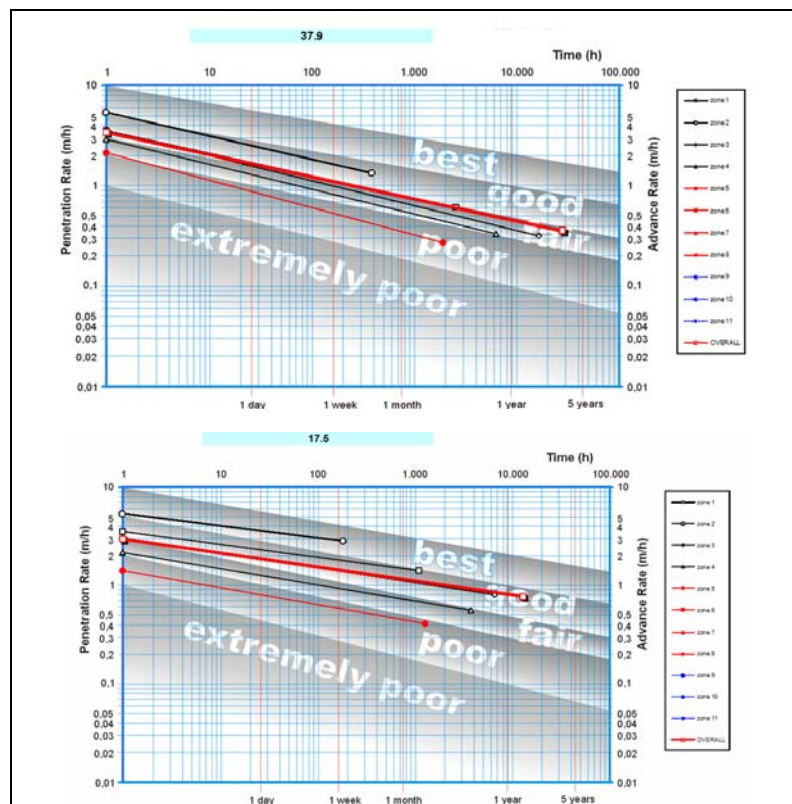 37.9
Time (h)
1 10 100 1.000 10.000 100.000
Penetration Rate (m/h)
10
5
4
3
2
1
0,5
0,4
0,3
0,2
0,1
0,05
0,04
0,03
0,02
0,01
best
good
fair
poor
extremely poor
10
5
4
3
2
1
0,5
0,4
0,3
0,2
0,1
0,05
0,04
0,03
0,02
0,01
Advance Rate (m/h)
1 day 1 week 1 month 1 year 5 years
zone 1
zone 2
zone 3
zone 4
zone 5
zone 6
zone 7
zone 8
zone 9
zone 10
zone 11
OVERALL
17.5
Time (h)
1 10 100 1.000 10.000 100.000
Penetration Rate (m/h)
10
5
4
3
2
1
0,5
0,4
0,3
0,2
0,1
0,05
0,04
0,03
0,02
0,01
best
good
fair
poor
extremely poor
10
5
4
3
2
1
0,5
0,4
0,3
0,2
0,1
0,05
0,04
0,03
0,02
0,01
Advance Rate (m/h)
1 day 1 week 1 month 1 year 5 years
zone 1
zone 2
zone 3
zone 4
zone 5
zone 6
zone 7
zone 8
zone 9
zone 10
zone 11
OVERALL